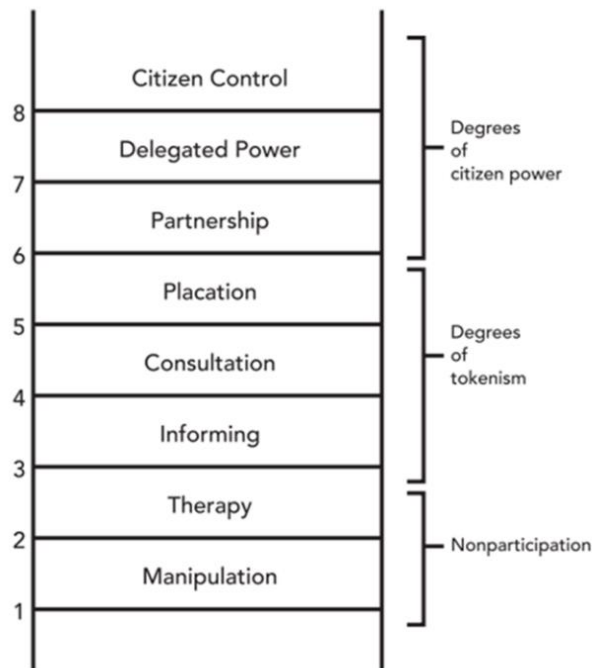 Citizen Control
8
Delegated Power
7
Partnership
6
Placation
5
Consultation
4
Informing
3
Therapy
2
Manipulation
1
Degrees
of
citizen power
Degrees
of
tokenism
Nonparticipation